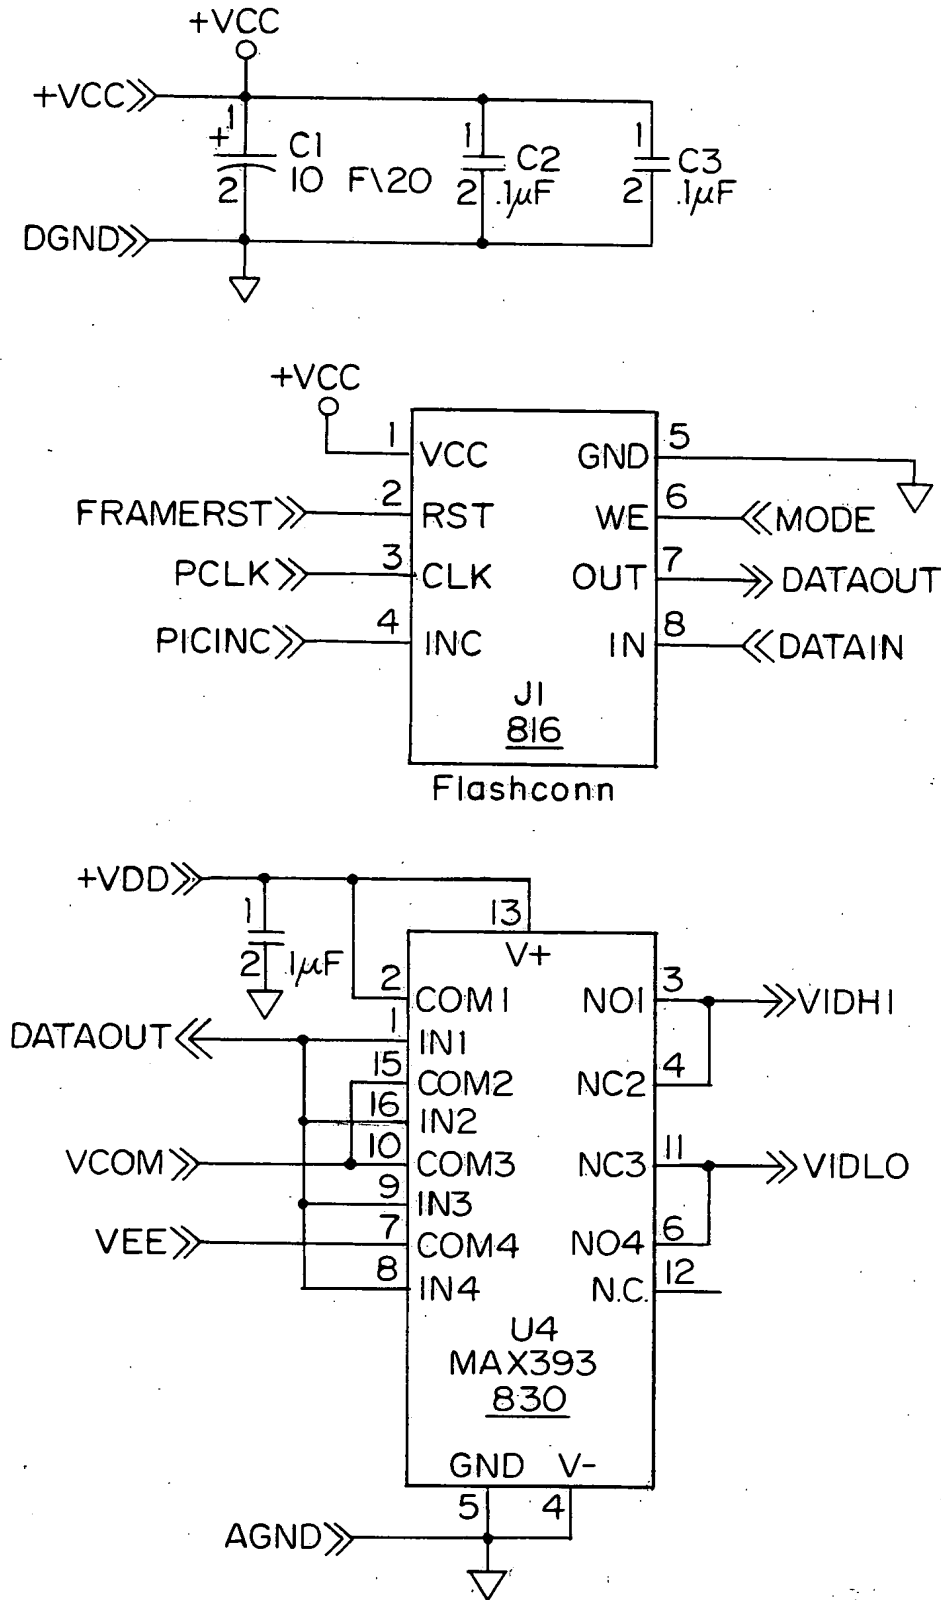 +VCC
+VCC
1
+
C1
10 F\20
2
1
C2
.1µF
2
1
C3
.1µF
2
DGND
+VCC
1 VCC GND 5
FRAMERST 2 RST WE 6 MODE
PCLK 3 CLK OUT 7 DATAOUT
PICINC 4 INC IN 8 DATAIN
J1
816
Flashconn
+VDD
1
2 .1µF
13
V+
2 COM1 NO1 3 VIDHI
DATAOUT 1 IN1
15 COM2 NC2 4
16 IN2
VCOM 10 COM3 NC3 11 VIDLO
9 IN3
VEE 7 COM4 NO4 6
8 IN4 N.C. 12
U4
MAX393
830
GND V-
5 4
AGND